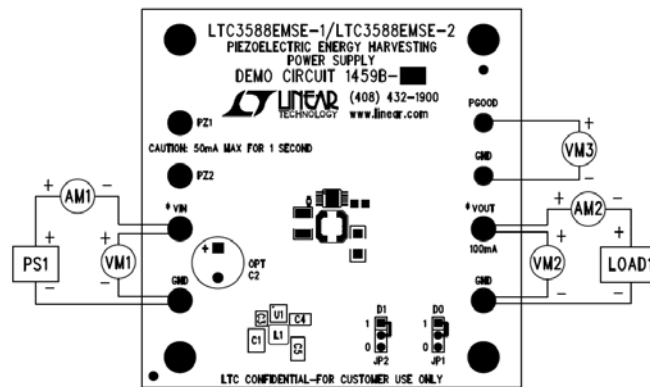 LTC3588EMSE-1/LTC3588EMSE-2
PIEZOELECTRIC ENERGY HARVESTING
POWER SUPPLY
DEMO CIRCUIT 1459B-
LT LINEAR TECHNOLOGY
(408) 432-1900
www.linear.com
PZ1
CAUTION: 50mA MAX FOR 1 SECOND
PZ2
PGOOD
+
VM3
-
GND
+ AM1 -
* VIN
+
PS1
-
+
VM1
-
GND
+
OPT
C2
* VOUT
100mA
+ AM2 -
+
VM2
-
+
LOAD1
-
GND
U1
C4
L1
C1
C5
D1
1
0
JP2
D0
1
0
JP1
LTC CONFIDENTIAL-FOR CUSTOMER USE ONLY